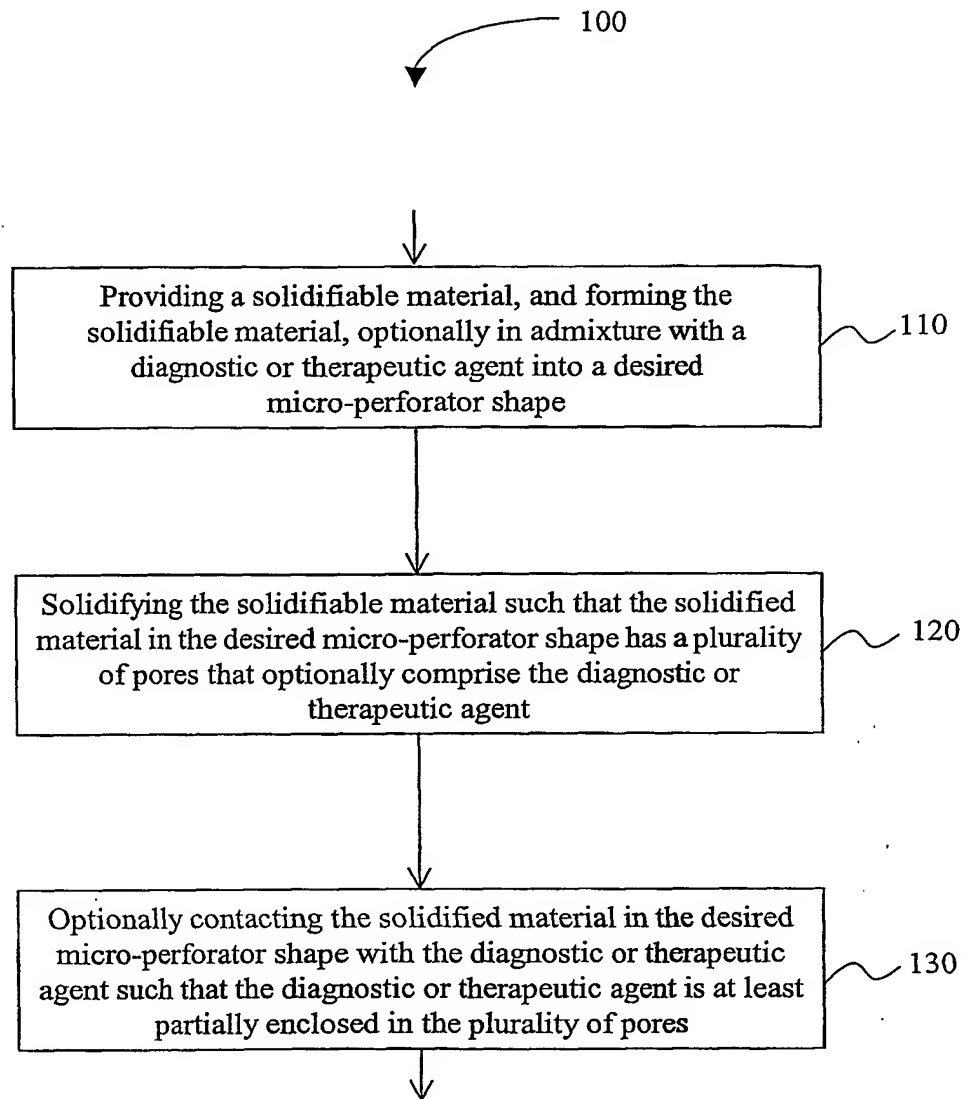 100
Providing a solidifiable material, and forming the
solidifiable material, optionally in admixture with a
diagnostic or therapeutic agent into a desired
micro-perforator shape
110
Solidifying the solidifiable material such that the solidified
material in the desired micro-perforator shape has a plurality
of pores that optionally comprise the diagnostic or
therapeutic agent
120
Optionally contacting the solidified material in the desired
micro-perforator shape with the diagnostic or therapeutic
agent such that the diagnostic or therapeutic agent is at least
partially enclosed in the plurality of pores
130